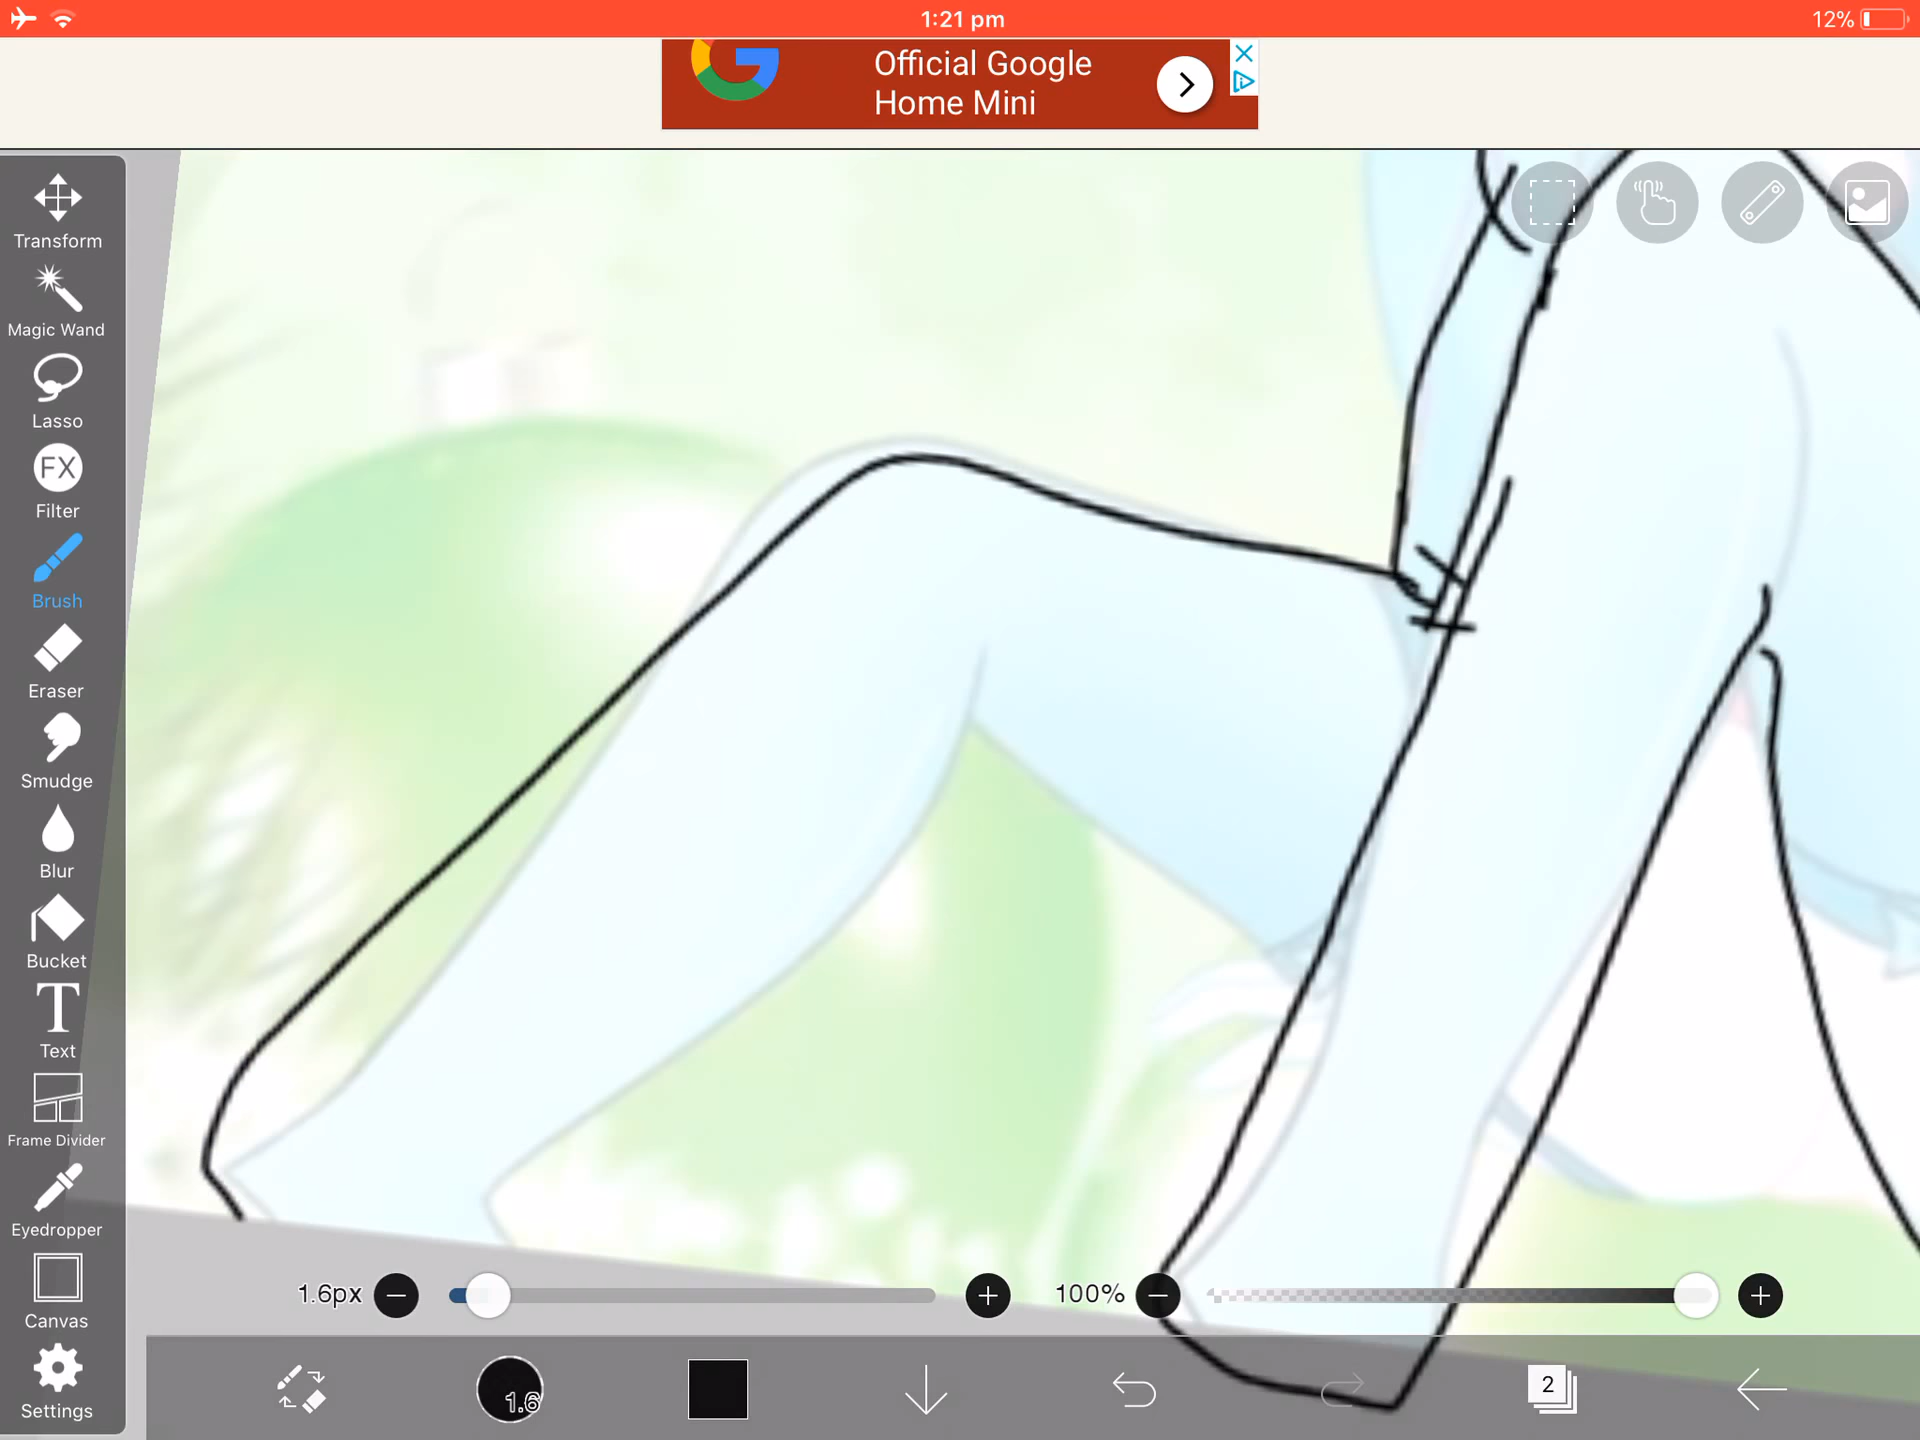 1:21 pm
12%
Official Google
Home Mini
Transform
Magic Wand
Lasso
FX
Filter
Brush
Eraser
Smudge
Blur
Bucket
T
Text
Frame Divider
Eyedropper
Canvas
Settings
1.6px
100%
1.6
2